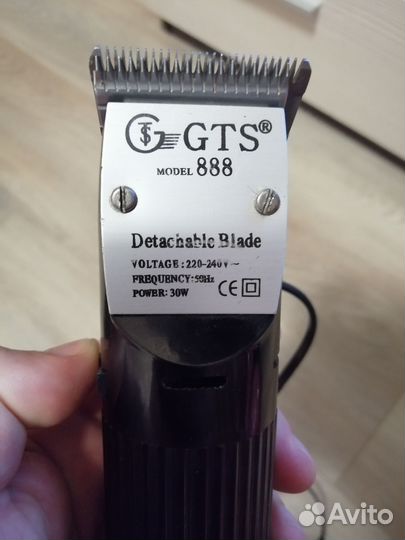 GTS®
MODEL 888
Detachable Blade
VOLTAGE:220-240V~
FREQUENCY:50Hz
POWER: 30W CE
Avito